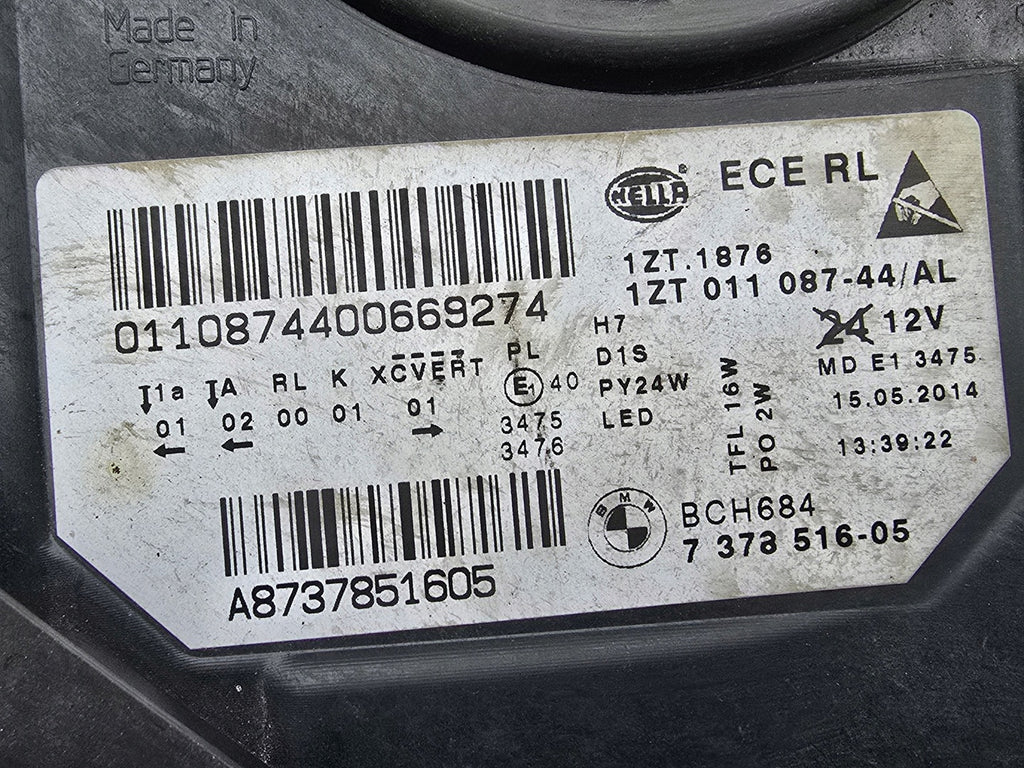 Made in
Germany
HELLA ®
ECE RL
1ZT.1876
1ZT 011 087-44/AL
0110874400669274
H7
24 12V
D1S
MD E1 3475
PY24W
15.05.2014
LED
13:39:22
TFL 16W
PO 2W
T1a TA RL K XCVERT PL
01 02 00 01 01 E1 40
3475
3476
BMW
BCH684
7 378 516-05
A8737851605